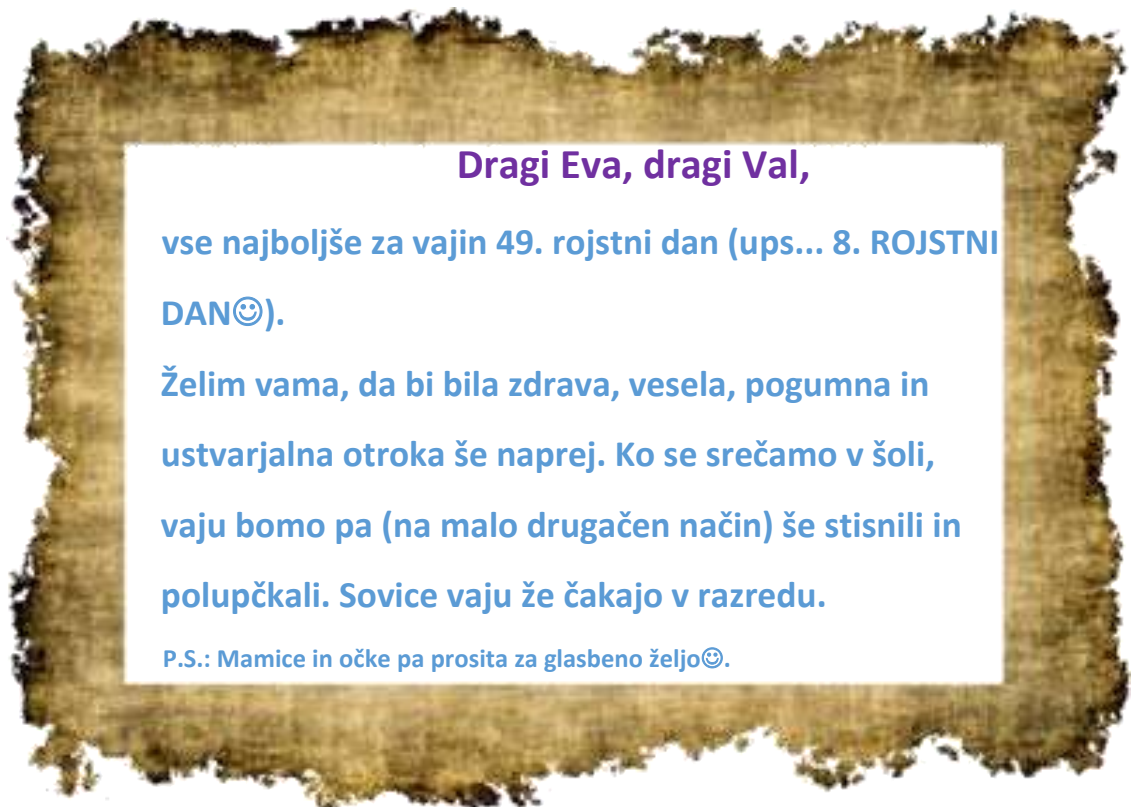 Dragi Eva, dragi Val,
vse najboljše za vajin 49. rojstni dan (ups... 8. ROJSTNI
DAN☺).
Želim vama, da bi bila zdrava, vesela, pogumna in
ustvarjalna otroka še naprej. Ko se srečamo v šoli,
vaju bomo pa (na malo drugačen način) še stisnili in
polupčkali. Sovice vaju že čakajo v razredu.
P.S.: Mamice in očke pa prosita za glasbeno željo☺.